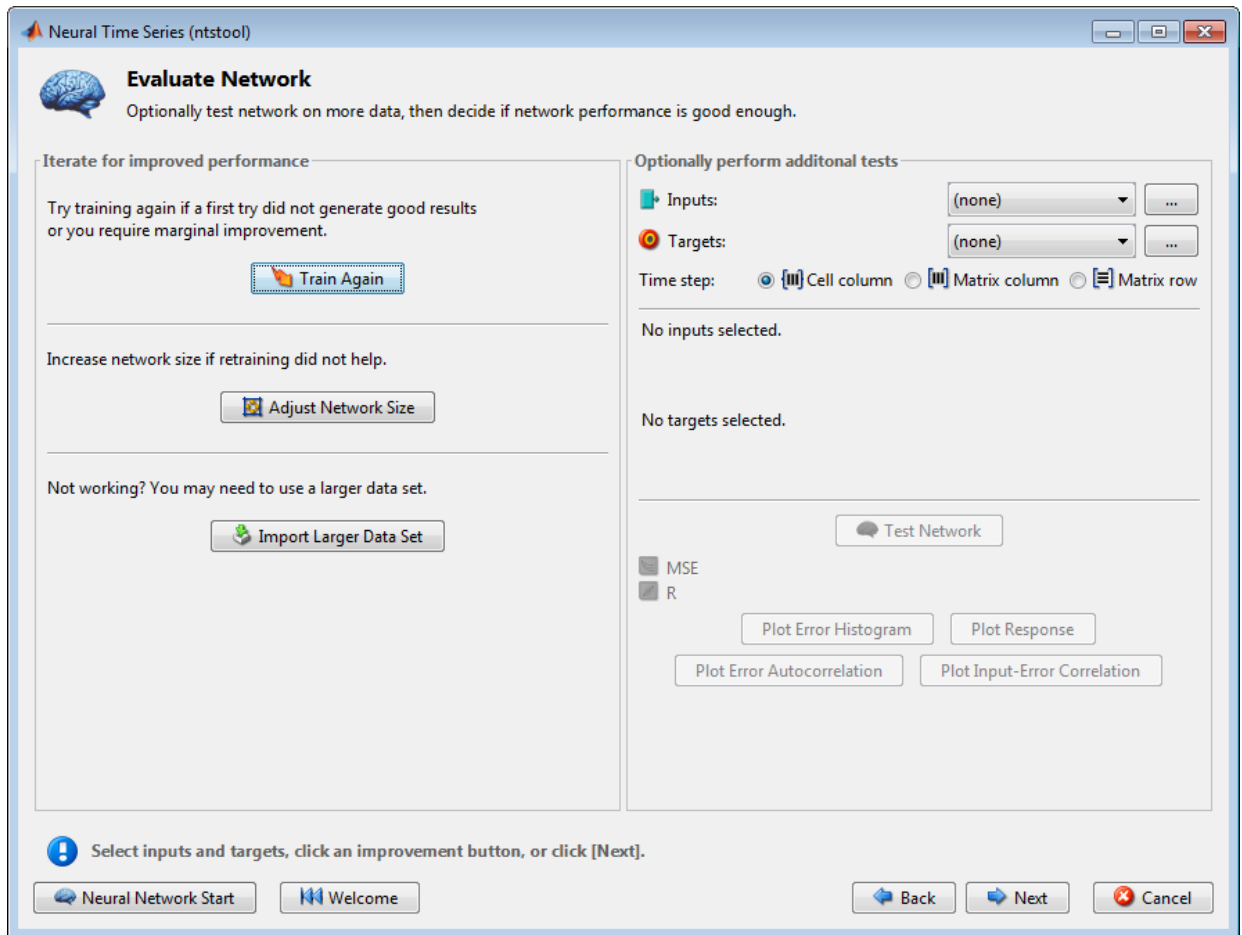 Neural Time Series (ntstool)
Evaluate Network
Optionally test network on more data, then decide if network performance is good enough.
Iterate for improved performance
Try training again if a first try did not generate good results
or you require marginal improvement.
Train Again
Increase network size if retraining did not help.
Adjust Network Size
Not working? You may need to use a larger data set.
Import Larger Data Set
Optionally perform additonal tests
Inputs: (none) ...
Targets: (none) ...
Time step: Cell column Matrix column Matrix row
No inputs selected.
No targets selected.
Test Network
MSE
R
Plot Error Histogram Plot Response
Plot Error Autocorrelation Plot Input-Error Correlation
Select inputs and targets, click an improvement button, or click [Next].
Neural Network Start Welcome Back Next Cancel